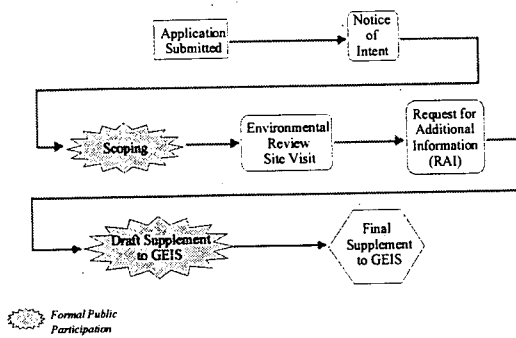 Application
Submitted
Notice
of
Intent
Scoping
Environmental
Review
Site Visit
Request for
Additional
Information
(RAI)
Draft Supplement
to GEIS
Final
Supplement
to GEIS
Formal Public
Participation